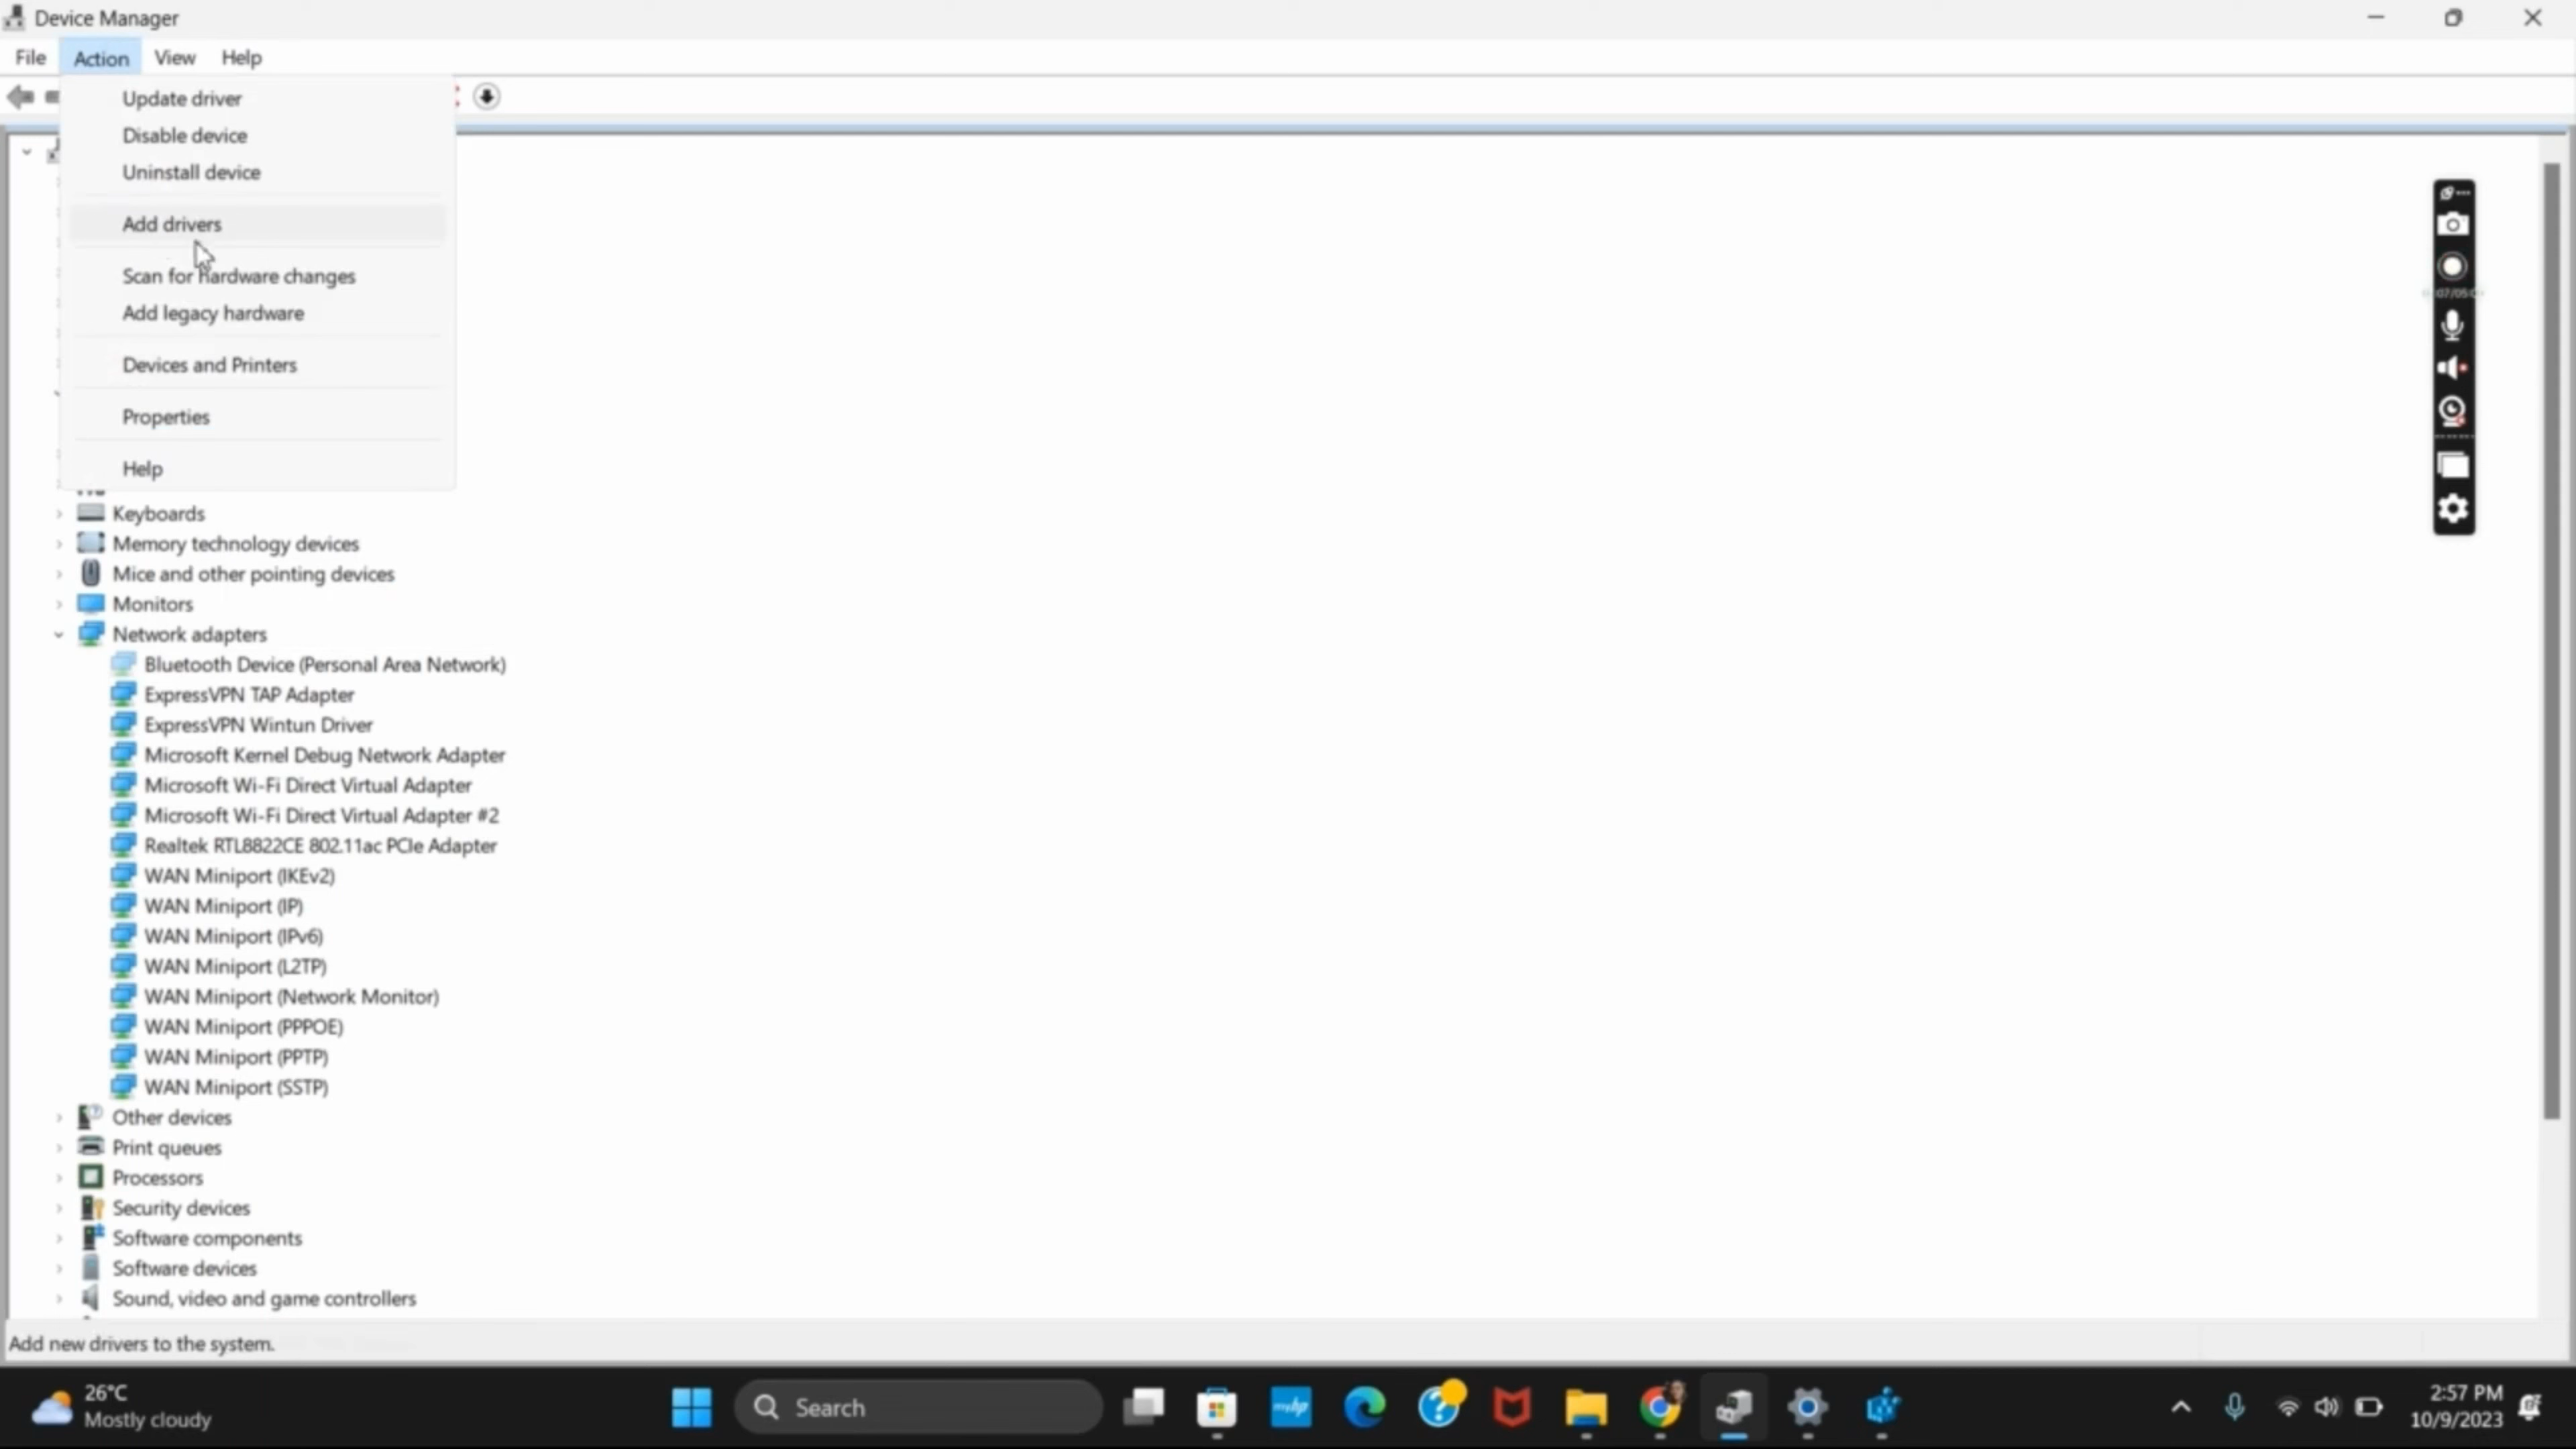 Device Manager
File Action View Help
Update driver
Disable device
Uninstall device
Add drivers
Scan for hardware changes
Add legacy hardware
Devices and Printers
Properties
Help
Keyboards
Memory technology devices
Mice and other pointing devices
Monitors
Network adapters
Bluetooth Device (Personal Area Network)
ExpressVPN TAP Adapter
ExpressVPN Wintun Driver
Microsoft Kernel Debug Network Adapter
Microsoft Wi-Fi Direct Virtual Adapter
Microsoft Wi-Fi Direct Virtual Adapter #2
Realtek RTL8822CE 802.11ac PCIe Adapter
WAN Miniport (IKEv2)
WAN Miniport (IP)
WAN Miniport (IPv6)
WAN Miniport (L2TP)
WAN Miniport (Network Monitor)
WAN Miniport (PPPOE)
WAN Miniport (PPTP)
WAN Miniport (SSTP)
Other devices
Print queues
Processors
Security devices
Software components
Software devices
Sound, video and game controllers
Add new drivers to the system.
26°C
Mostly cloudy
Search
myhp
2:57 PM
10/9/2023